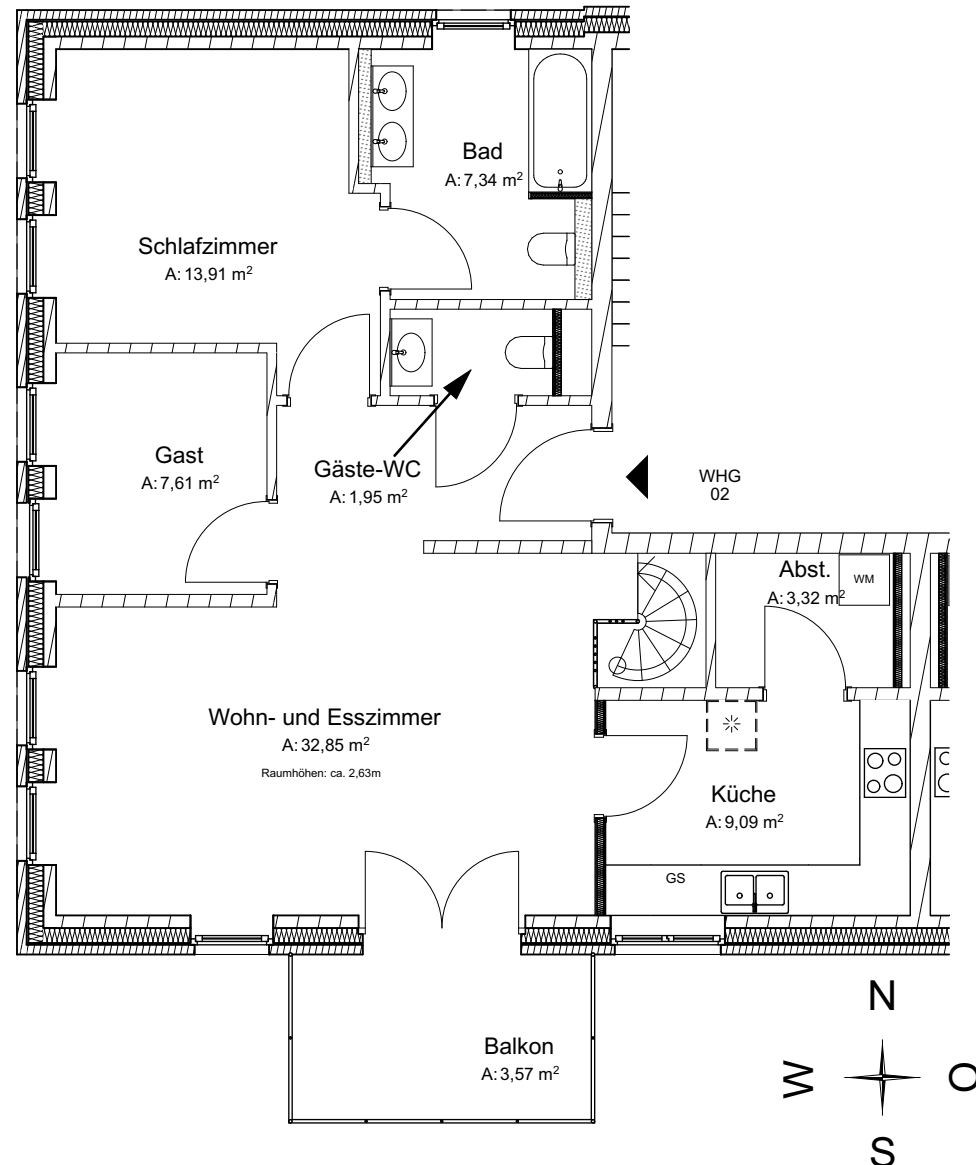 Bad
A: 7,34 m²
Schlafzimmer
A: 13,91 m²
Gast
A: 7,61 m²
Gäste-WC
A: 1,95 m²
WHG
02
Abst.
A: 3,32 m²
WM
Wohn- und Esszimmer
A: 32,85 m²
Raumhöhen: ca. 2,63m
Küche
A: 9,09 m²
GS
Balkon
A: 3,57 m²
N
W
O
S